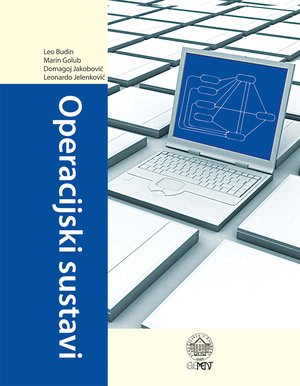 Leo Budin
Marin Golub
Domagoj Jakobović
Leonardo Jelenković
Operacijski sustavi
eleMENT